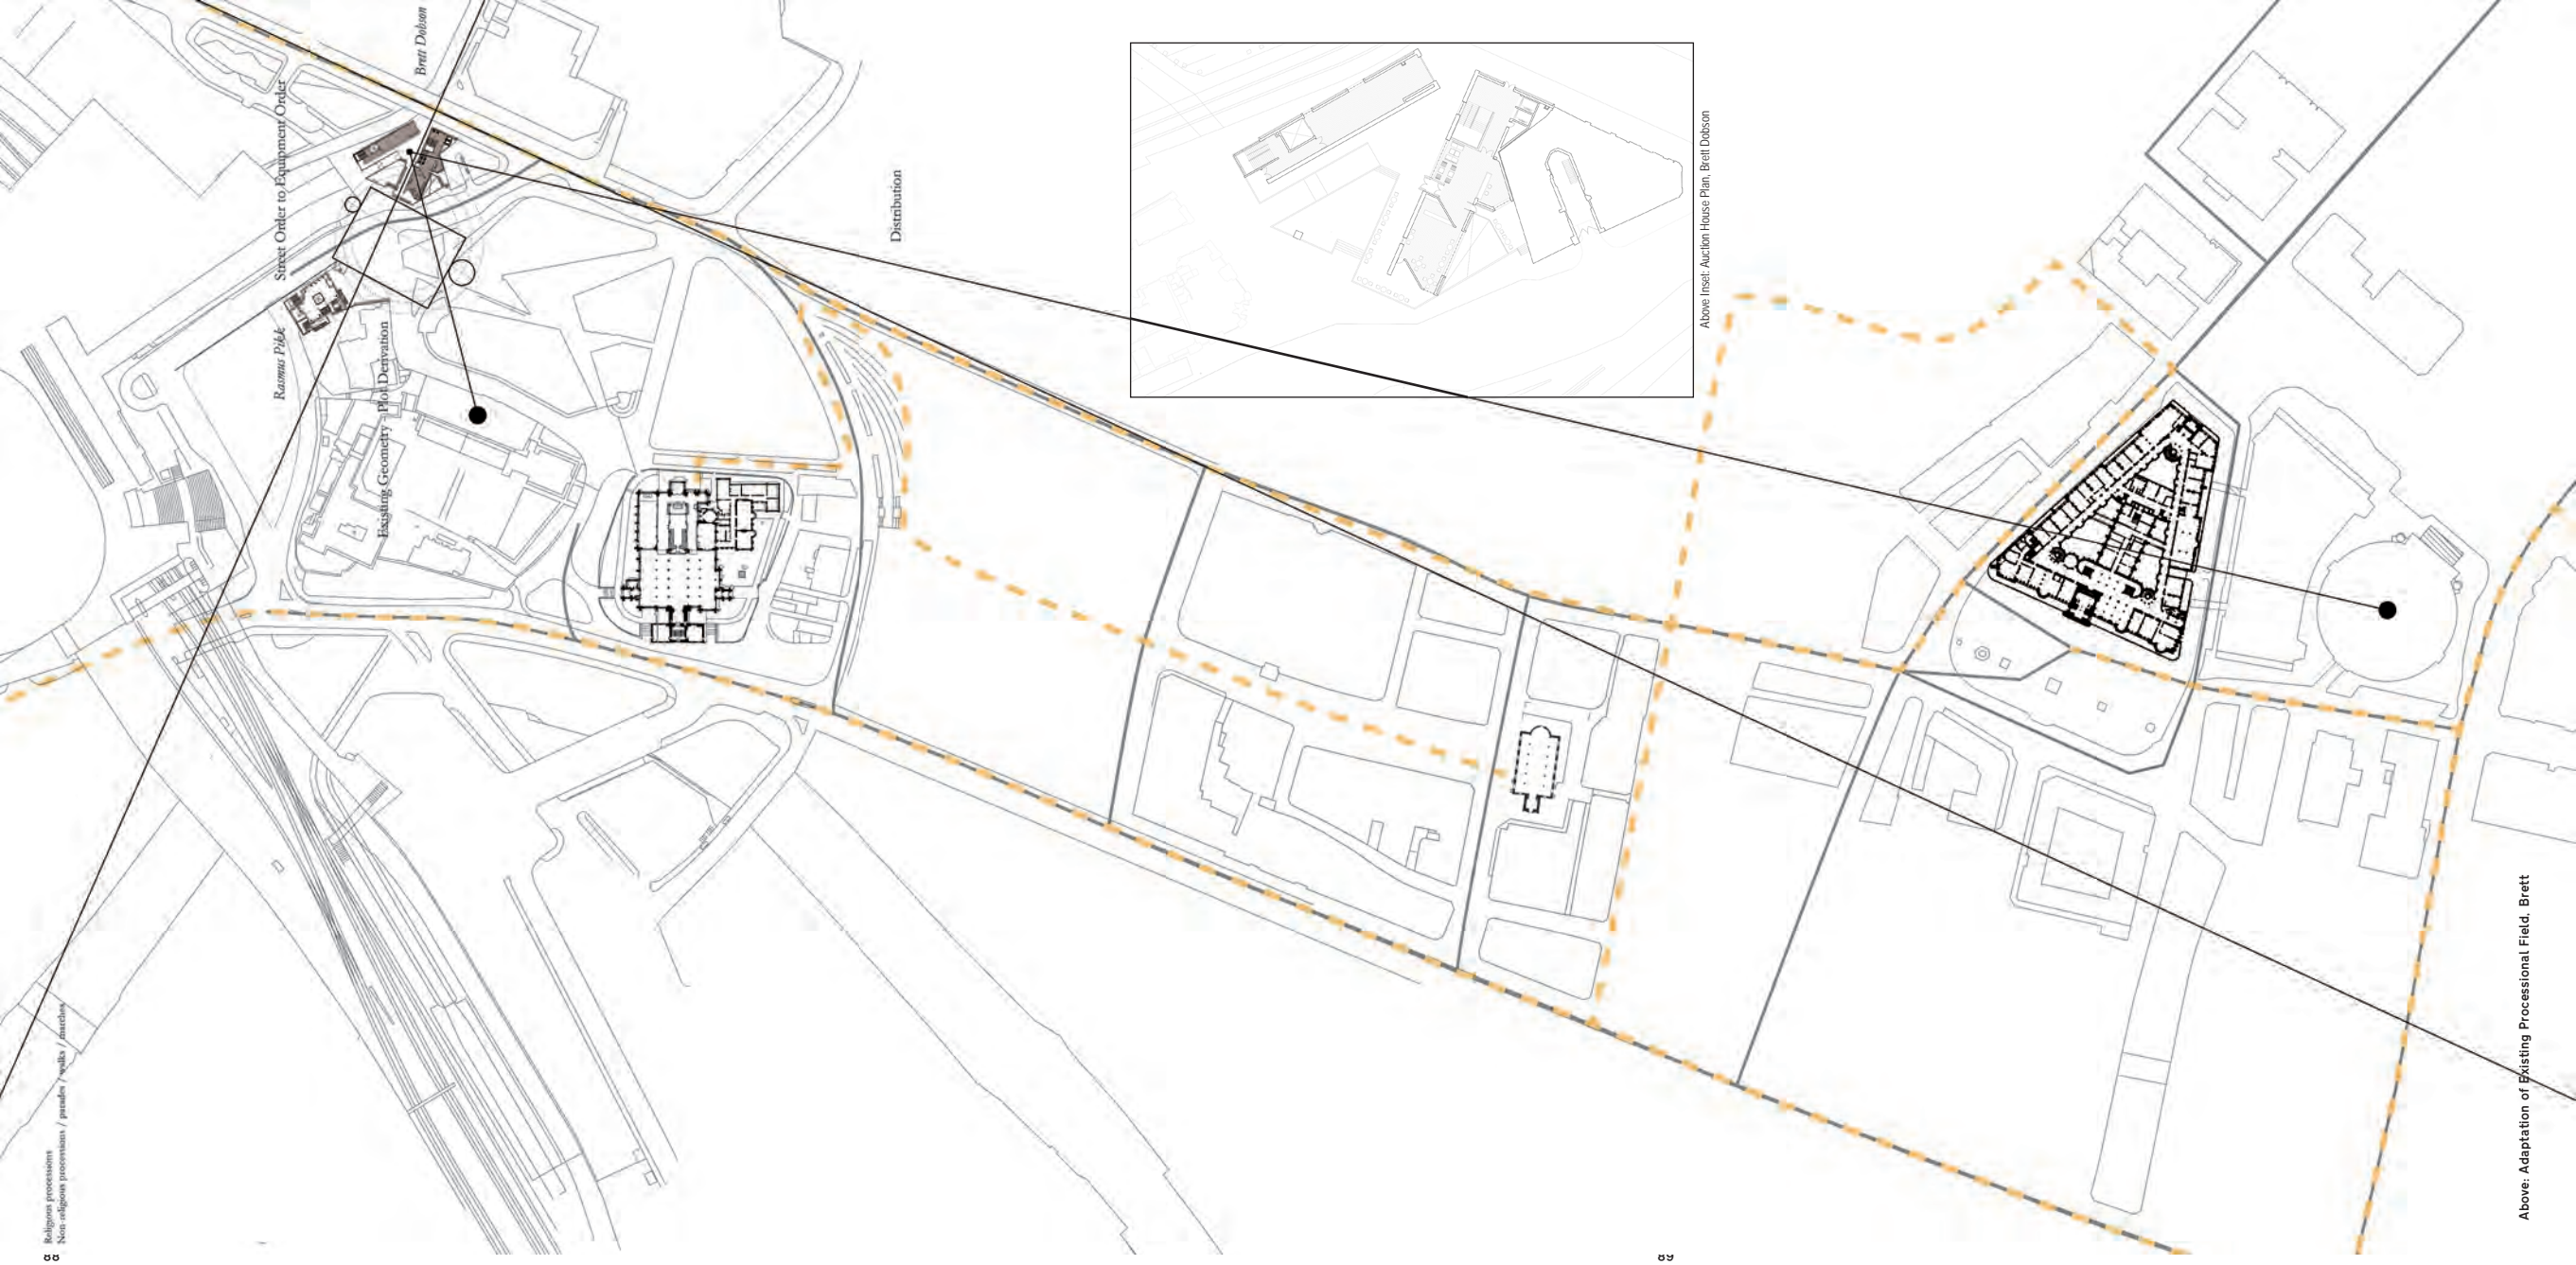 Brett Dobson
Street Order to Equipment Order
Rasmus Pikk
Existing Geometry / Plot Derivation
Distribution
Above Inset: Auction House Plan, Brett Dobson
Religious processions
Non-religious processions / parades / walks / marches
Above: Adaptation of Existing Processional Field, Brett
88
89